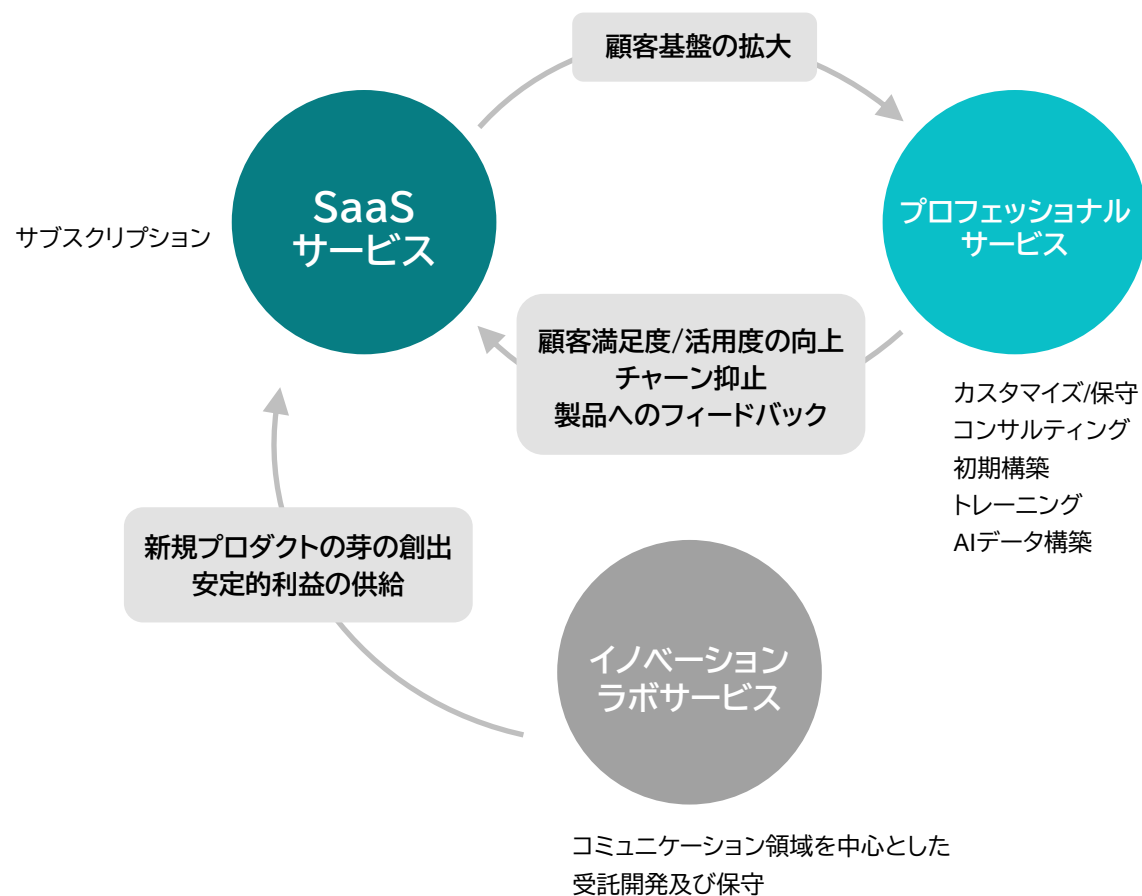 顧客基盤の拡大
SaaS
サービス
サブスクリプション
プロフェッショナル
サービス
顧客満足度/活用度の向上
チャーン抑止
製品へのフィードバック
カスタマイズ/保守
コンサルティング
初期構築
トレーニング
AIデータ構築
新規プロダクトの芽の創出
安定的利益の供給
イノベーション
ラボサービス
コミュニケーション領域を中心とした
受託開発及び保守